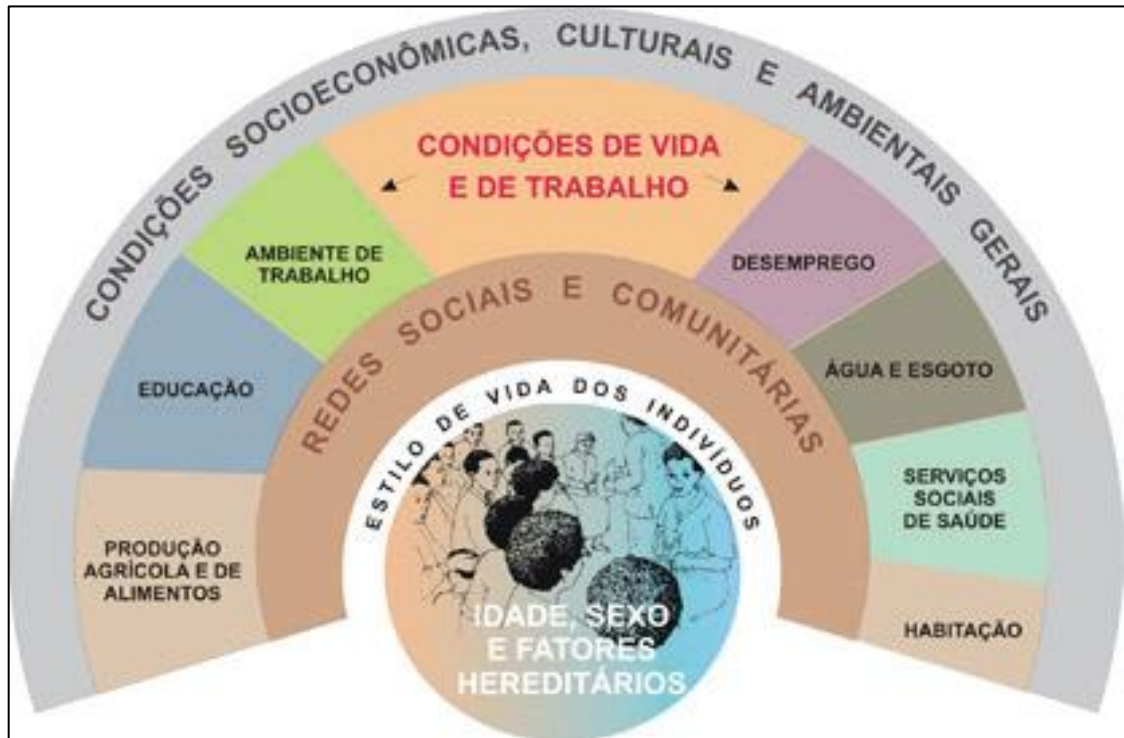 CONDIÇÕES SOCIOECONÔMICAS, CULTURAIS E AMBIENTAIS GERAIS
CONDIÇÕES DE VIDA
E DE TRABALHO
AMBIENTE DE
TRABALHO
DESEMPREGO
REDES SOCIAIS E COMUNITÁRIAS
EDUCAÇÃO
ÁGUA E ESGOTO
ESTILO DE VIDA DOS INDIVÍDUOS
SERVIÇOS
SOCIAIS
DE SAÚDE
PRODUÇÃO
AGRÍCOLA E DE
ALIMENTOS
HABITAÇÃO
IDADE, SEXO
E FATORES
HEREDITÁRIOS